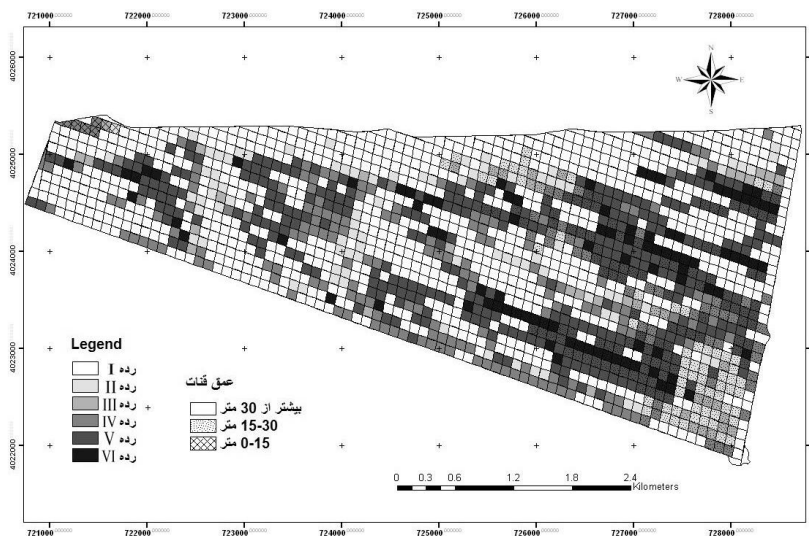 721000 722000 723000 724000 725000 726000 727000 728000
4026000
N
W E
S
4025000
4024000
4023000
4022000
Legend
رده I
رده II
رده III
رده IV
رده V
رده VI
عمق قنات
بیشتر از 30 متر
15-30 متر
0-15 متر
0 0.3 0.6 1.2 1.8 2.4
Kilometers
721000 722000 723000 724000 725000 726000 727000 728000